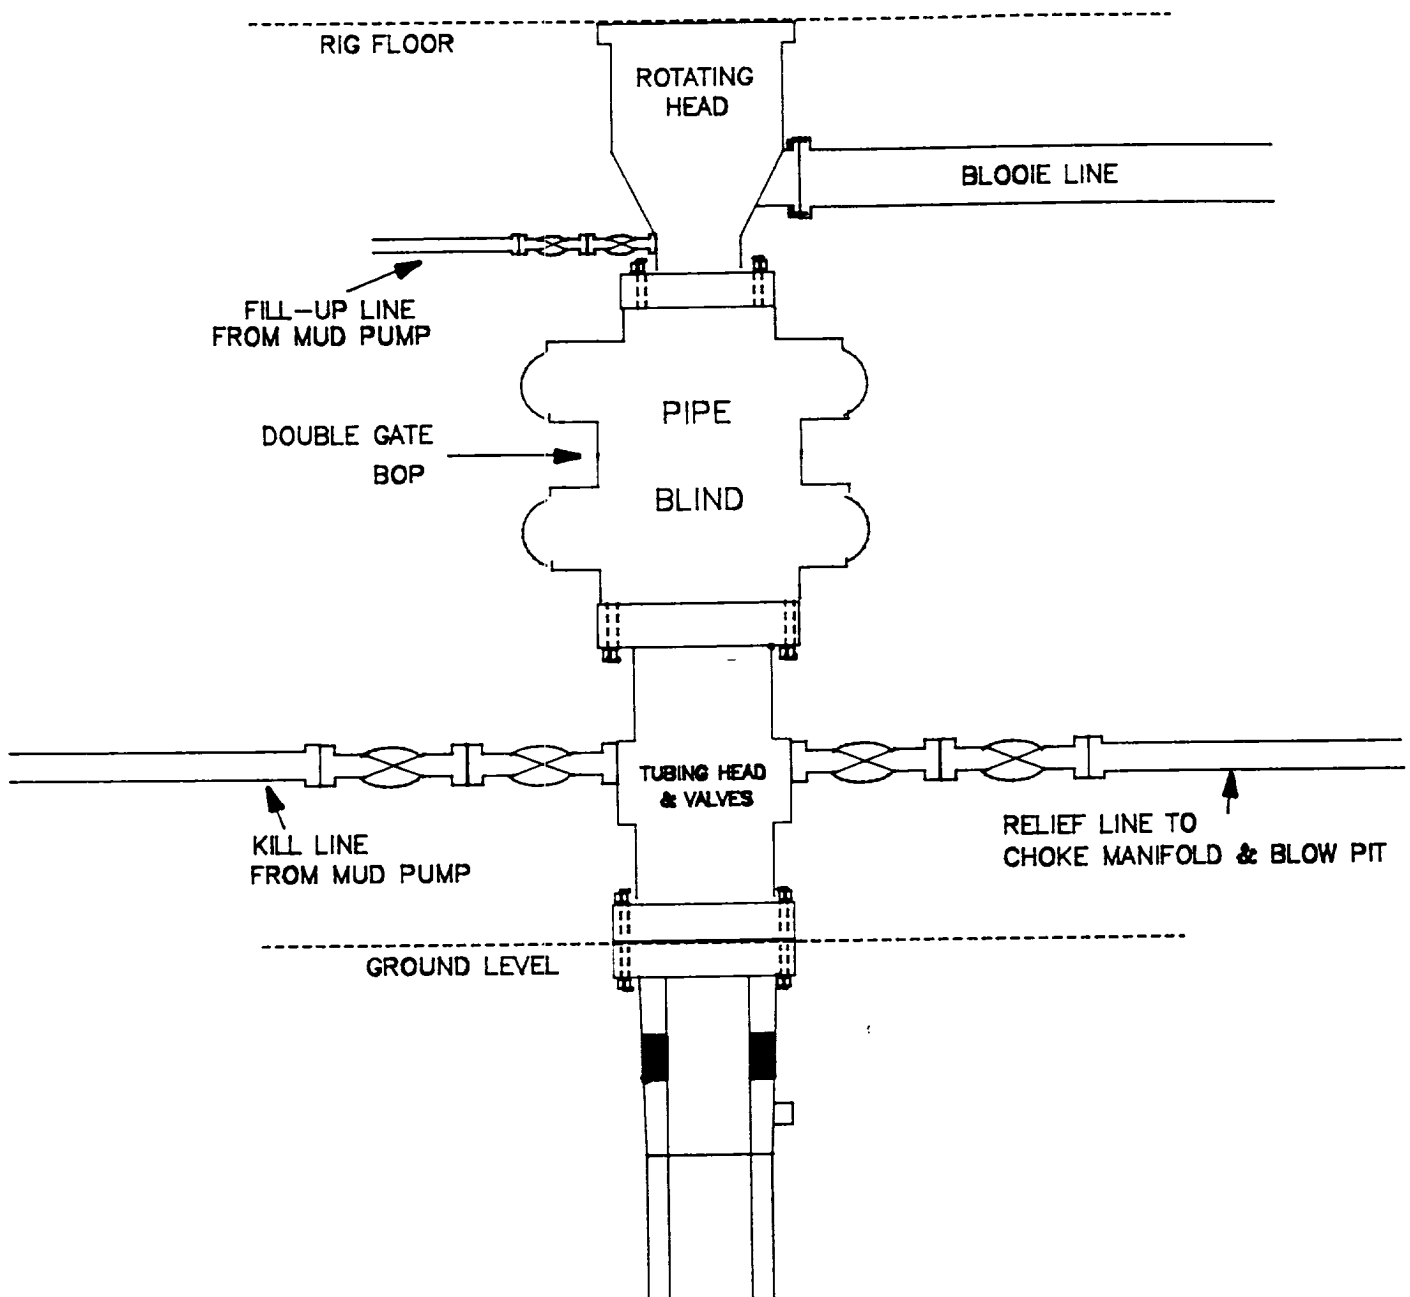 RIG FLOOR
ROTATING
HEAD
BLOOIE LINE
FILL-UP LINE
FROM MUD PUMP
PIPE
DOUBLE GATE
BOP
BLIND
TUBING HEAD
& VALVES
KILL LINE
FROM MUD PUMP
RELIEF LINE TO
CHOKE MANIFOLD & BLOW PIT
GROUND LEVEL